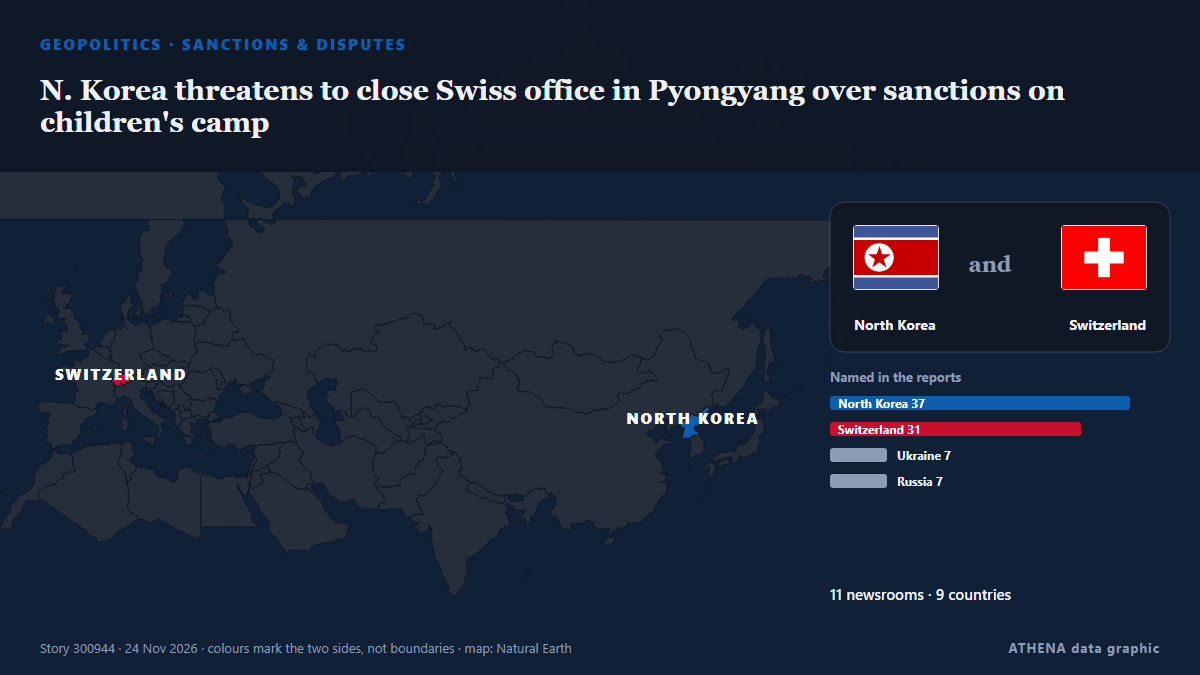 GEOPOLITICS · SANCTIONS & DISPUTES
N. Korea threatens to close Swiss office in Pyongyang over sanctions on
children's camp
and
North Korea
Switzerland
SWITZERLAND
NORTH KOREA
Named in the reports
North Korea 37
Switzerland 31
Ukraine 7
Russia 7
11 newsrooms · 9 countries
Story 300944 · 24 Nov 2026 · colours mark the two sides, not boundaries · map: Natural Earth
ATHENA data graphic